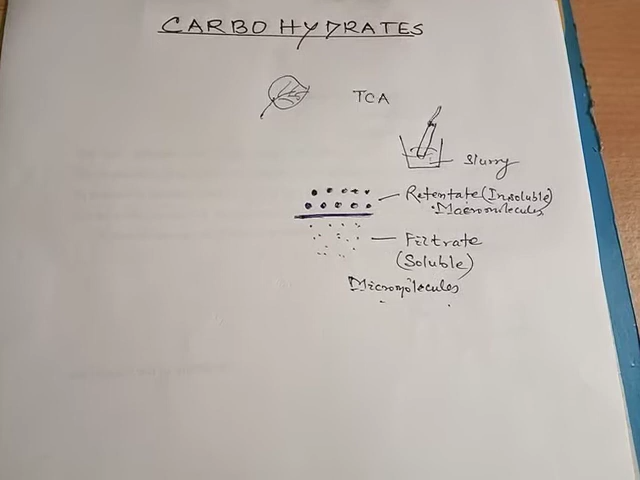 CARBOHYDRATES
TCA
Slurry
Retentate (Insoluble)
Macromolecules
Filtrate
(Soluble)
Micromolecules